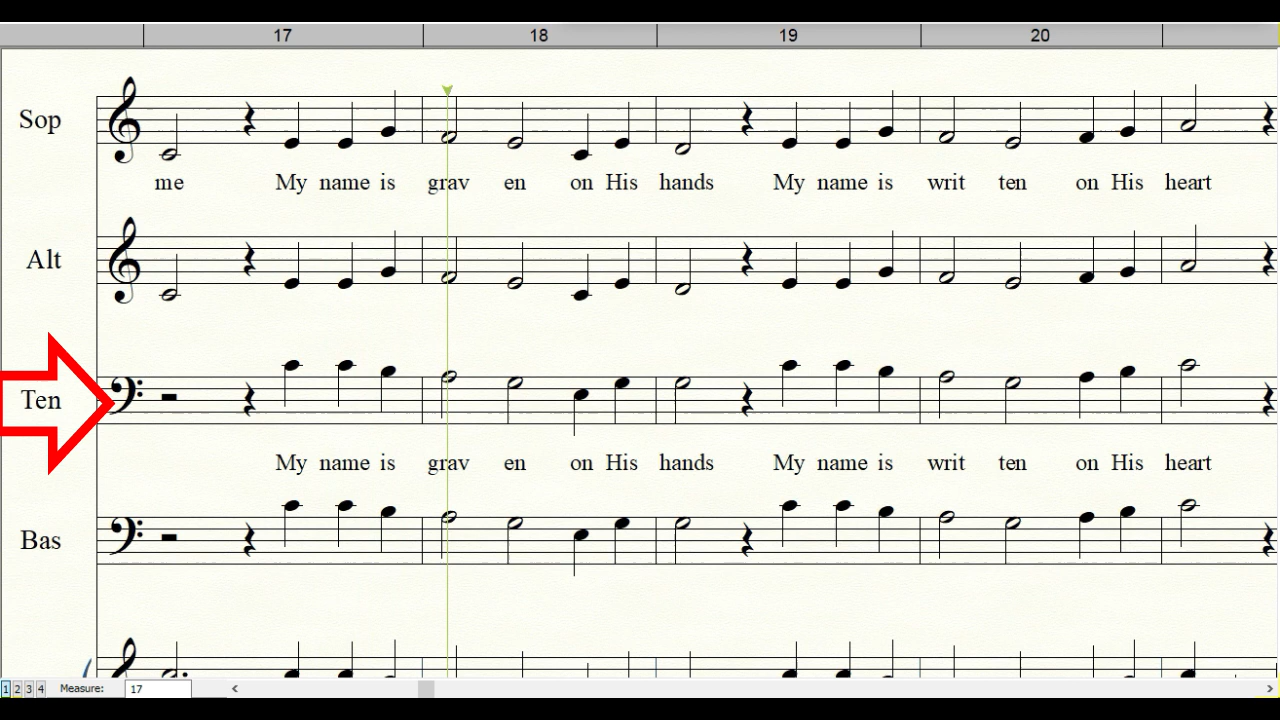 17 18 19 20
Sop
me My name is grav en on His hands My name is writ ten on His heart
Alt
Ten
My name is grav en on His hands My name is writ ten on His heart
Bas
1 2 3 4 Measure: 17